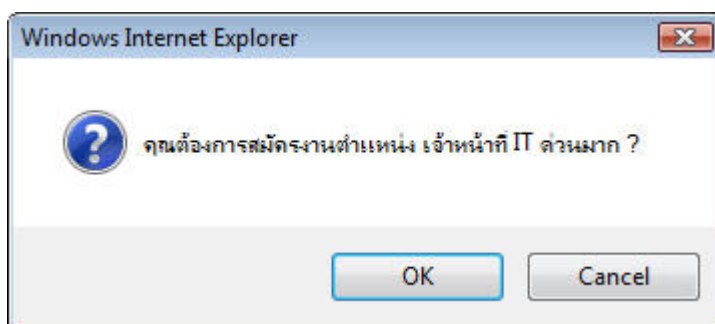 Windows Internet Explorer
คุณต้องการสมัครงานตำแหน่ง เจ้าหน้าที่ IT ด่วนมาก ?
OK
Cancel